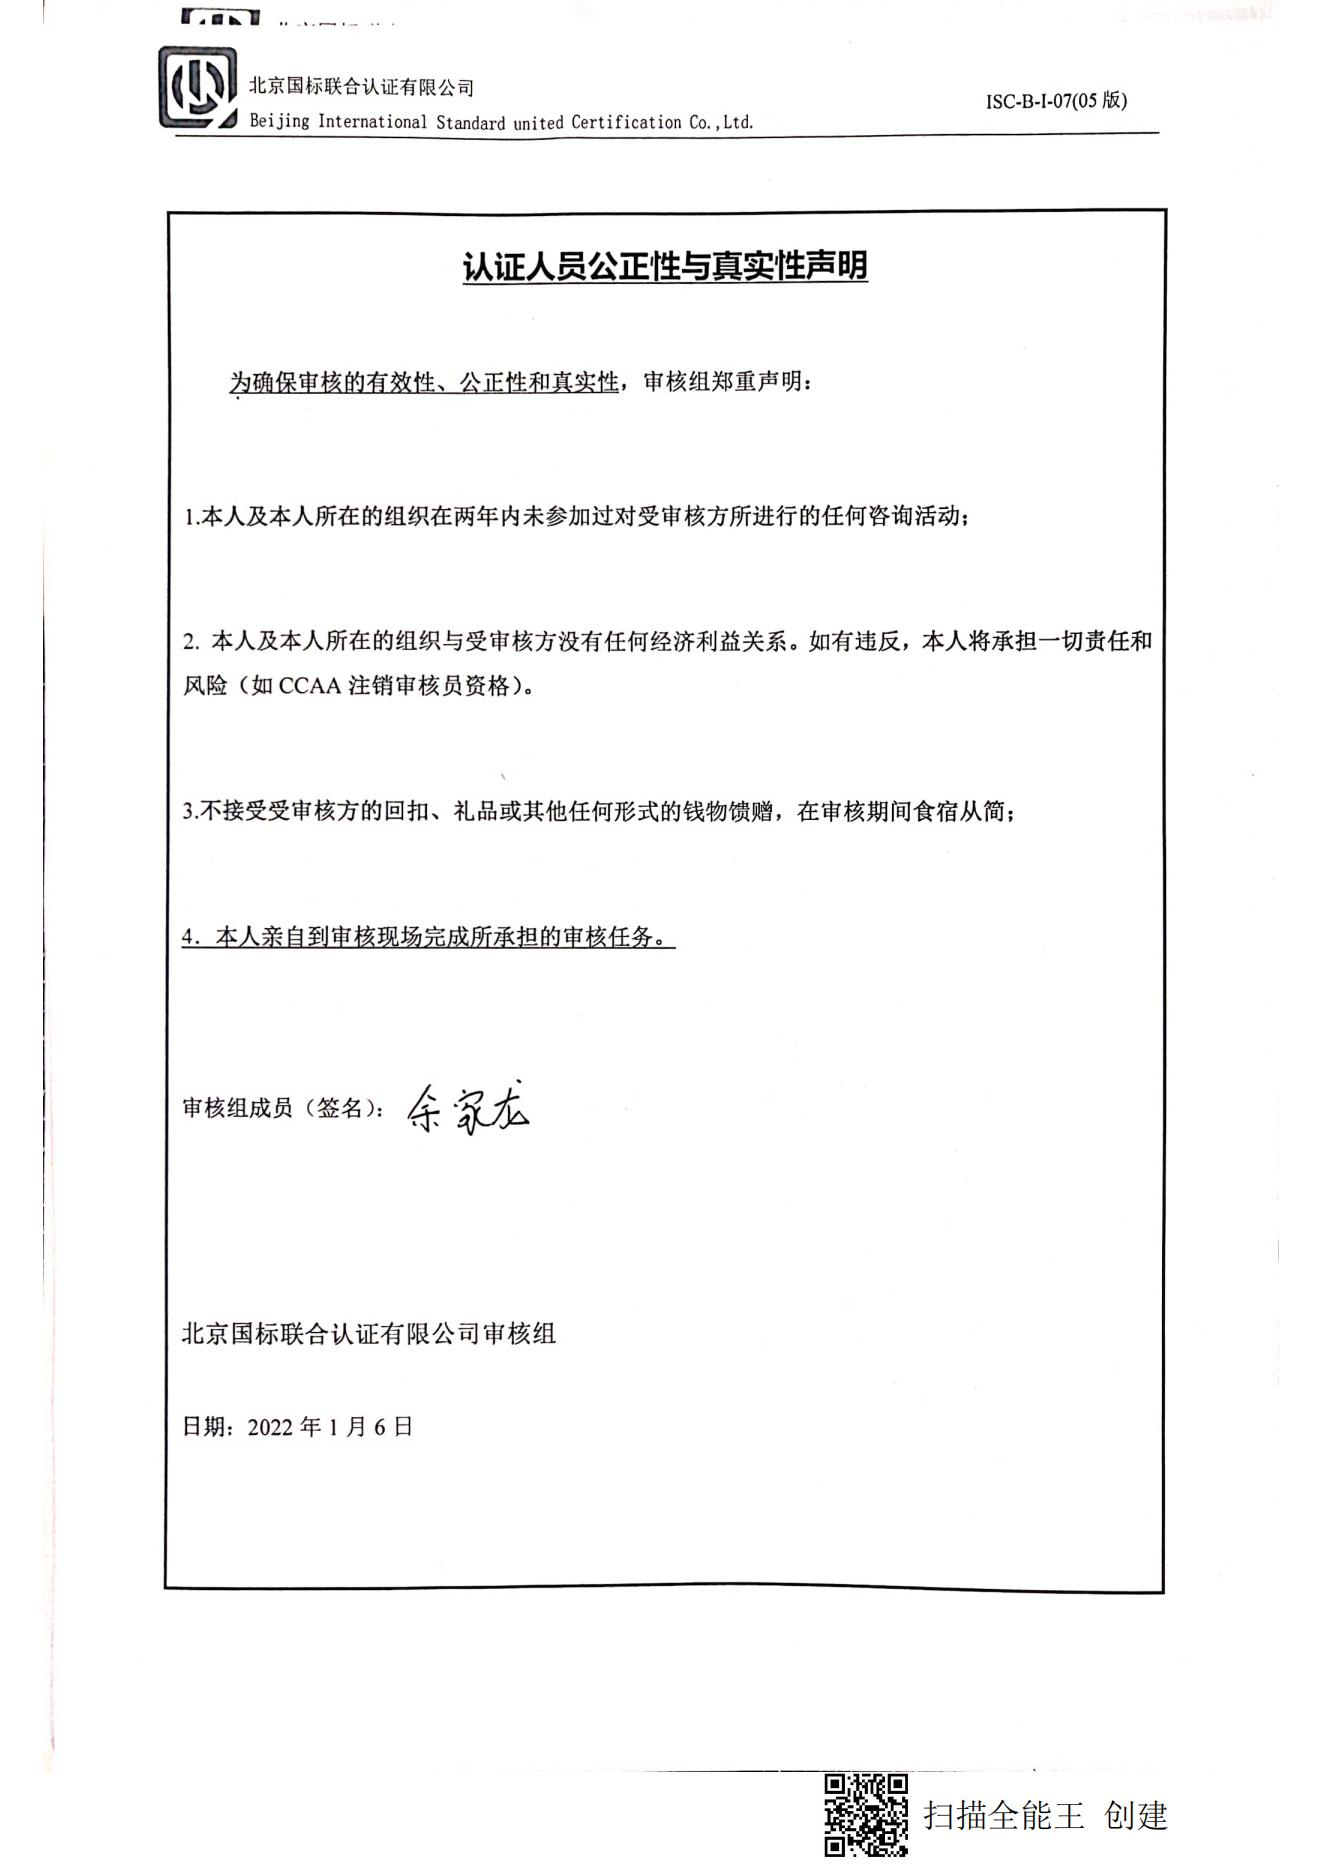 北京国标联合认证有限公司
ISC-B-I-07(05 版)
Beijing International Standard united Certification Co.,Ltd.
认证人员公正性与真实性声明
为确保审核的有效性、公正性和真实性，审核组郑重声明：
1.本人及本人所在的组织在两年内未参加过对受审核方所进行的任何咨询活动；
2. 本人及本人所在的组织与受审核方没有任何经济利益关系。如有违反，本人将承担一切责任和
风险（如 CCAA 注销审核员资格）。
3.不接受受审核方的回扣、礼品或其他任何形式的钱物馈赠，在审核期间食宿从简；
4. 本人亲自到审核现场完成所承担的审核任务。
审核组成员（签名）： 余家龙
北京国标联合认证有限公司审核组
日期：2022 年 1 月 6 日
扫描全能王 创建